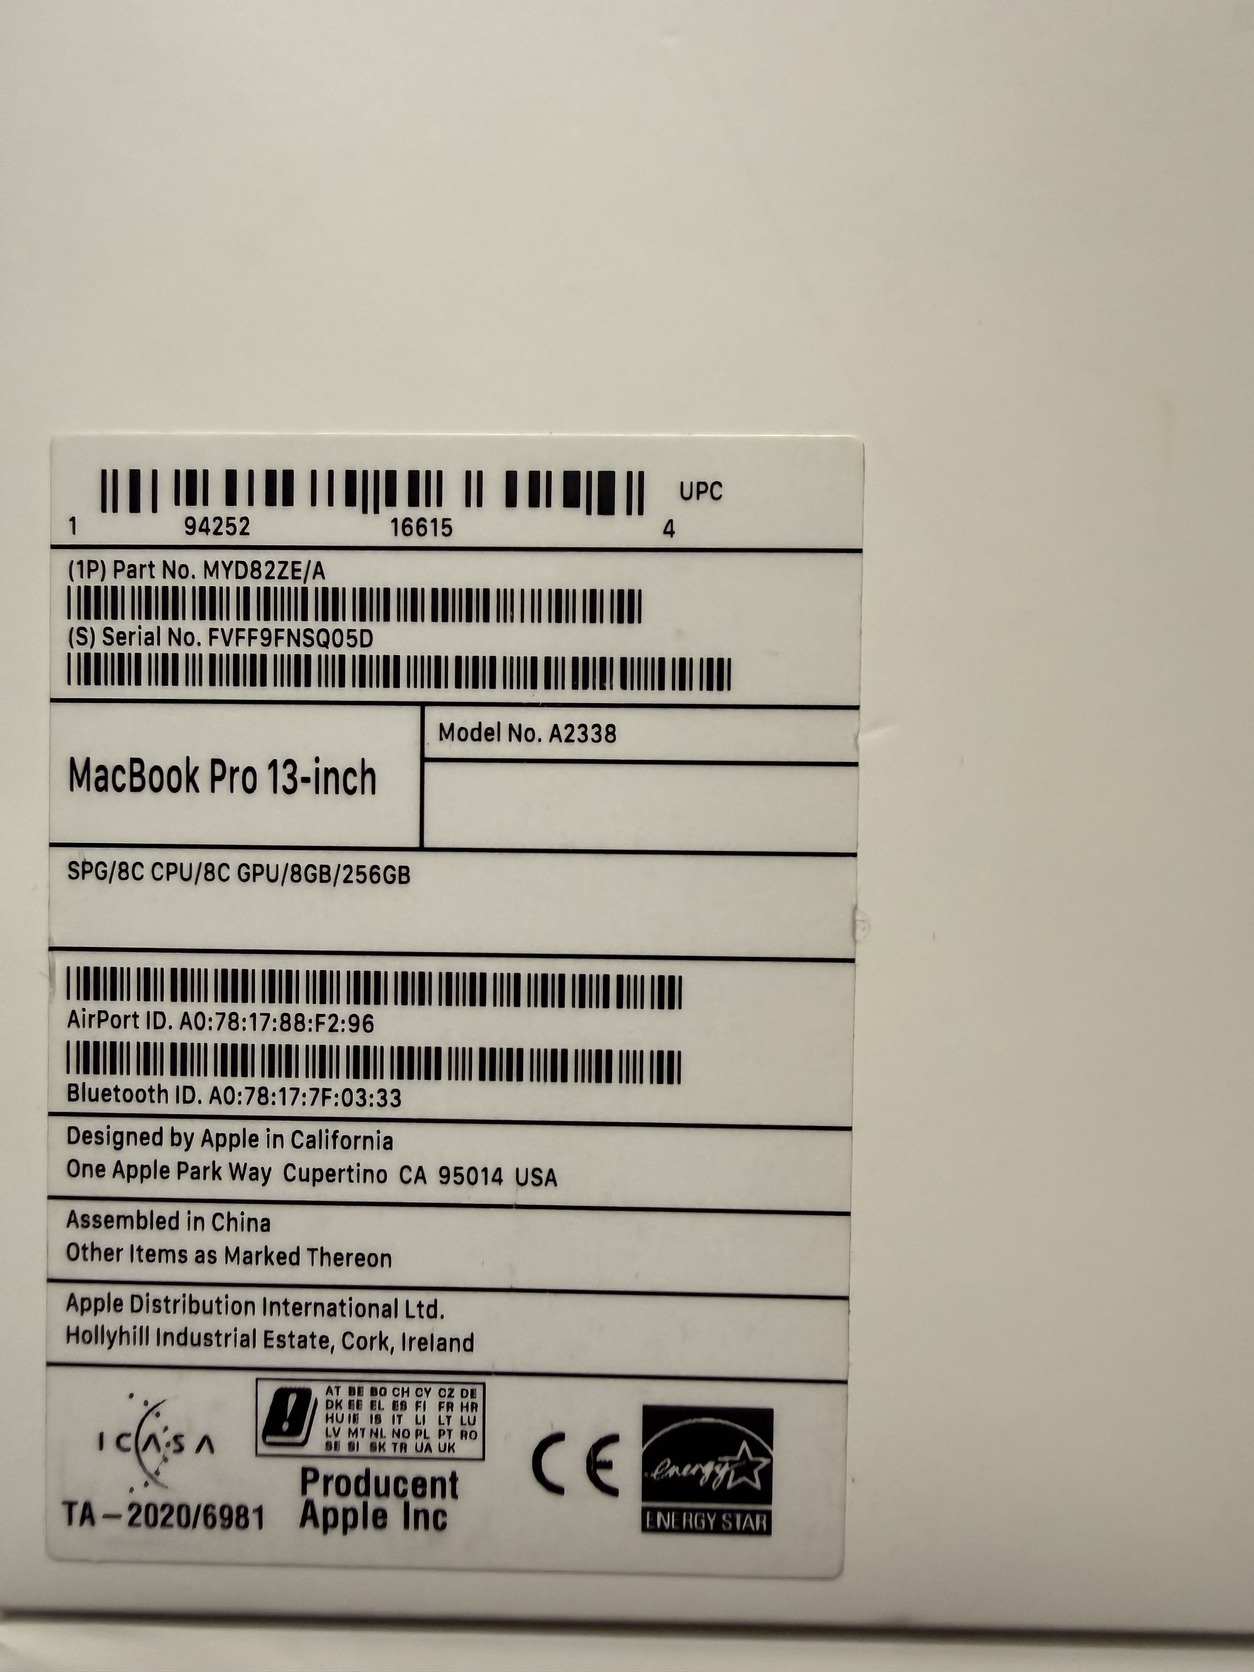 UPC
1 94252 16615 4
(1P) Part No. MYD82ZE/A
(S) Serial No. FVFF9FNSQ05D
MacBook Pro 13-inch
Model No. A2338
SPG/8C CPU/8C GPU/8GB/256GB
AirPort ID. A0:78:17:88:F2:96
Bluetooth ID. A0:78:17:7F:03:33
Designed by Apple in California
One Apple Park Way Cupertino CA 95014 USA
Assembled in China
Other Items as Marked Thereon
Apple Distribution International Ltd.
Hollyhill Industrial Estate, Cork, Ireland
ICASA
TA-2020/6981
!
AT BE BG CH CY CZ DE
DK EE EL ES FI FR HR
HU IE IS IT LI LT LU
LV MT NL NO PL PT RO
SE SI SK TR UA UK
Producent
Apple Inc
CE
energy
ENERGY STAR